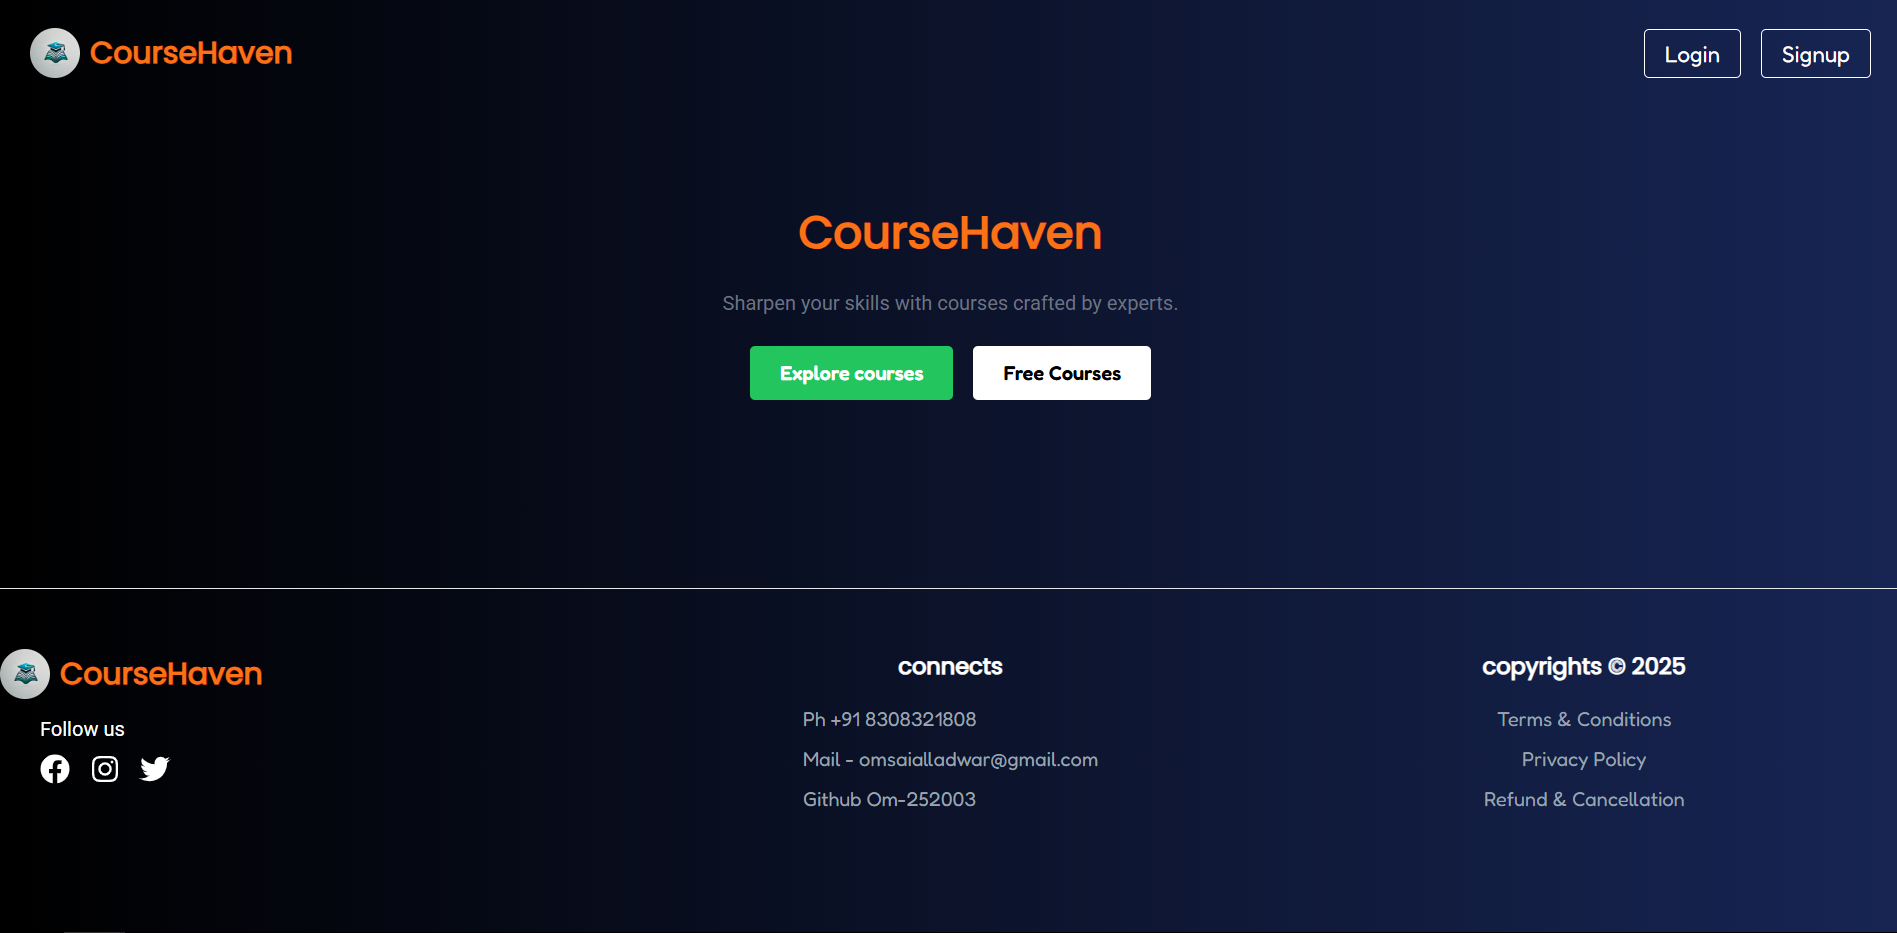 CourseHaven
Login
Signup
CourseHaven
Sharpen your skills with courses crafted by experts.
Explore courses
Free Courses
CourseHaven
Follow us
connects
Ph +91 8308321808
Mail - omsaialladwar@gmail.com
Github Om-252003
copyrights © 2025
Terms & Conditions
Privacy Policy
Refund & Cancellation